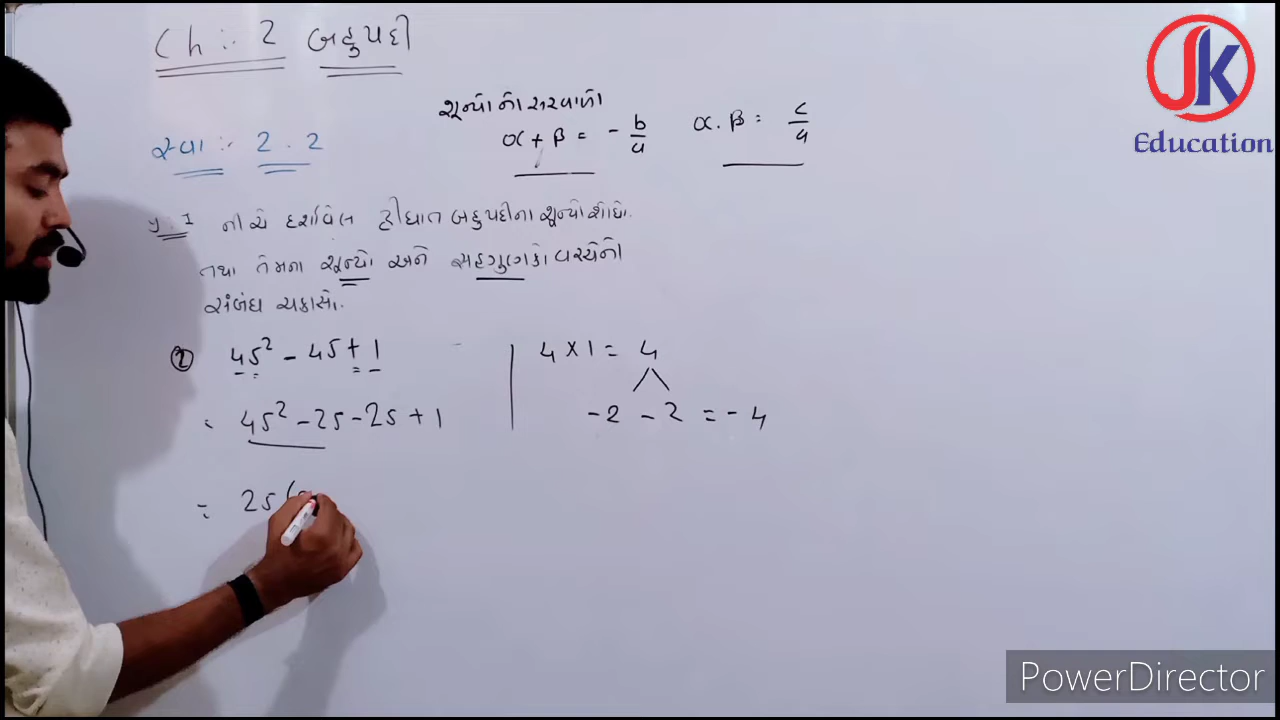 Ch :- 2 બહુપદી
શૂન્યો નો સરવાળો
α + β = - b/a
α . β = c/a
સ્વા :- 2 . 2
પ્ર. 1 નીચે દર્શાવેલ દ્વીઘાત બહુપદીના શૂન્યો શોધો.
તથા તેમના શૂન્યો અને સહગુણકો વચ્ચેનો
સંબંધ ચકાસો.
(2) 4s² - 4s + 1
= 4s² - 2s - 2s + 1
= 2s (
4 × 1 = 4
-2 - 2 = - 4
JK
Education
PowerDirector